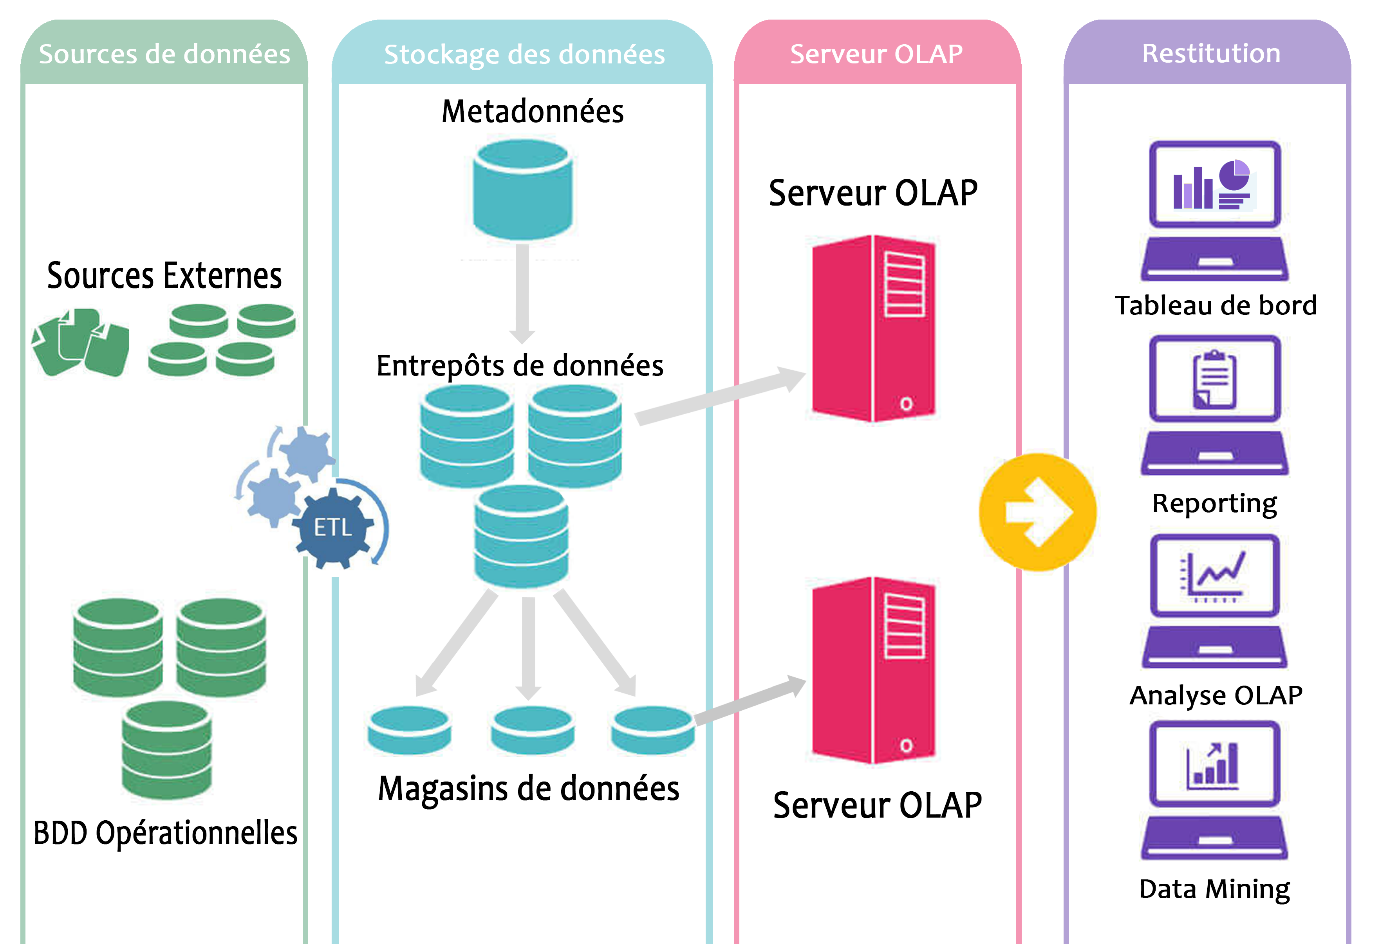 Sources de données
Sources Externes
ETL
BDD Opérationnelles
Stockage des données
Metadonnées
Entrepôts de données
Magasins de données
Serveur OLAP
Serveur OLAP
Serveur OLAP
Restitution
Tableau de bord
Reporting
Analyse OLAP
Data Mining